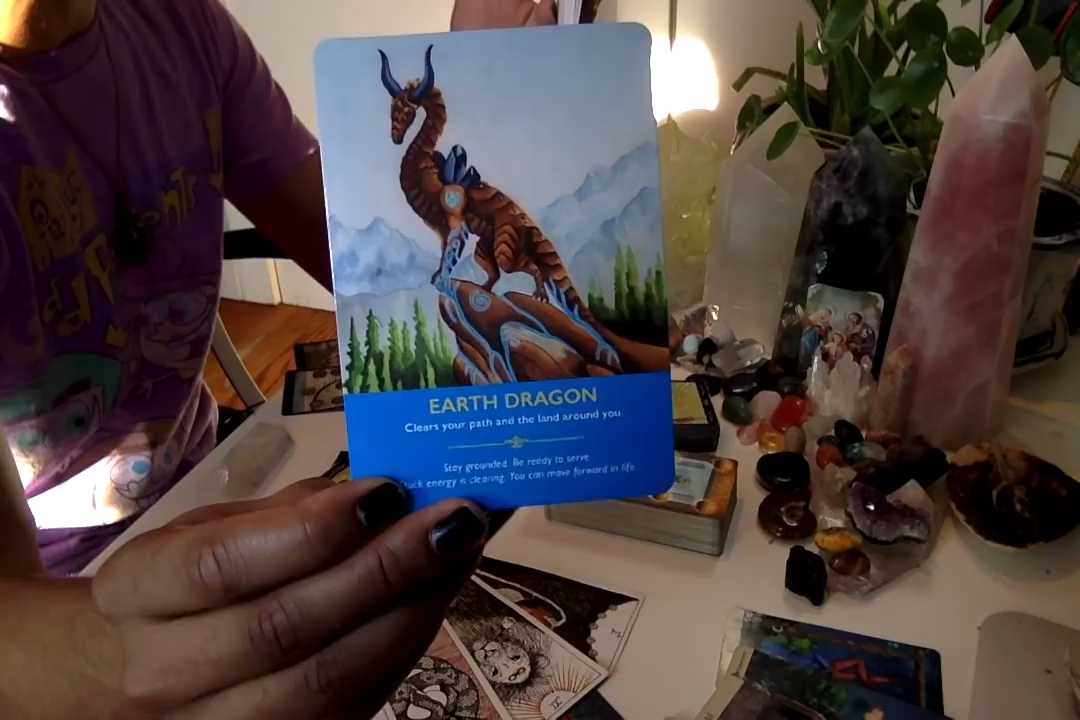 EARTH DRAGON
Clears your path and the land around you.
Stay grounded. Be ready to serve.
Stuck energy is clearing. You can move forward in life.